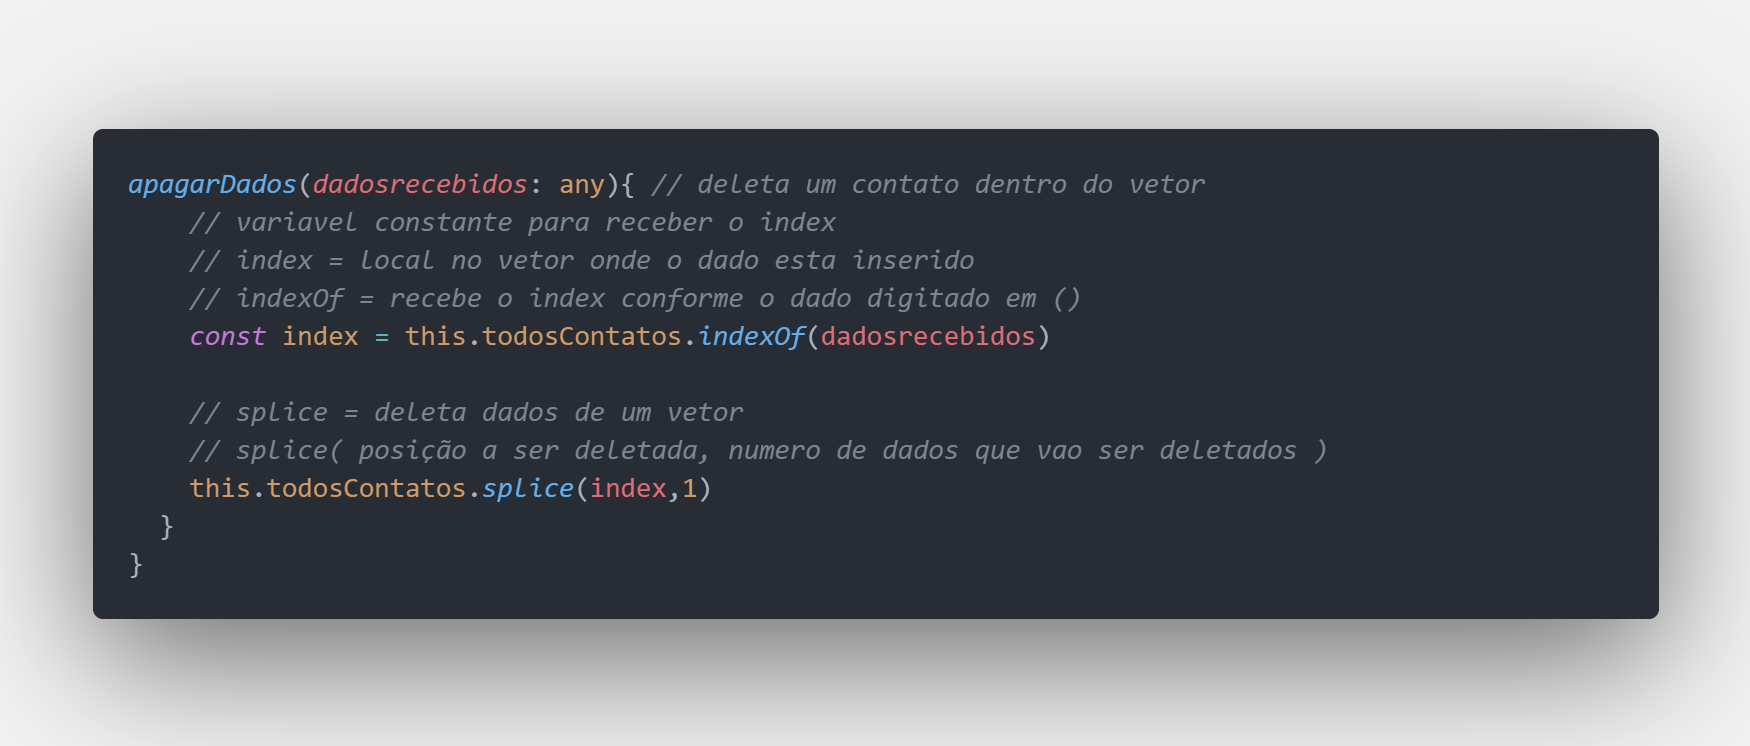 apagarDados(dadosrecebidos: any){ // deleta um contato dentro do vetor
    // variavel constante para receber o index
    // index = local no vetor onde o dado esta inserido
    // indexOf = recebe o index conforme o dado digitado em ()
    const index = this.todosContatos.indexOf(dadosrecebidos)

    // splice = deleta dados de um vetor
    // splice( posição a ser deletada, numero de dados que vao ser deletados )
    this.todosContatos.splice(index,1)
  }
}